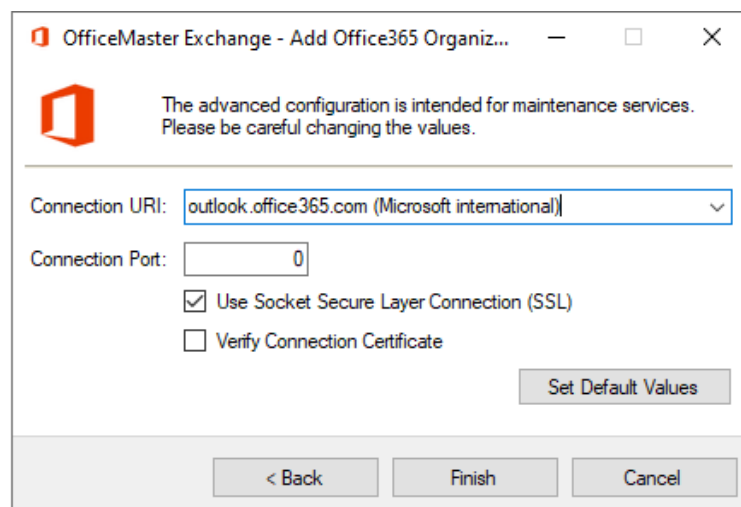 OfficeMaster Exchange - Add Office365 Organiz...
The advanced configuration is intended for maintenance services.
Please be careful changing the values.
Connection URI: outlook.office365.com (Microsoft international)
Connection Port: 0
Use Socket Secure Layer Connection (SSL)
Verify Connection Certificate
Set Default Values
< Back Finish Cancel